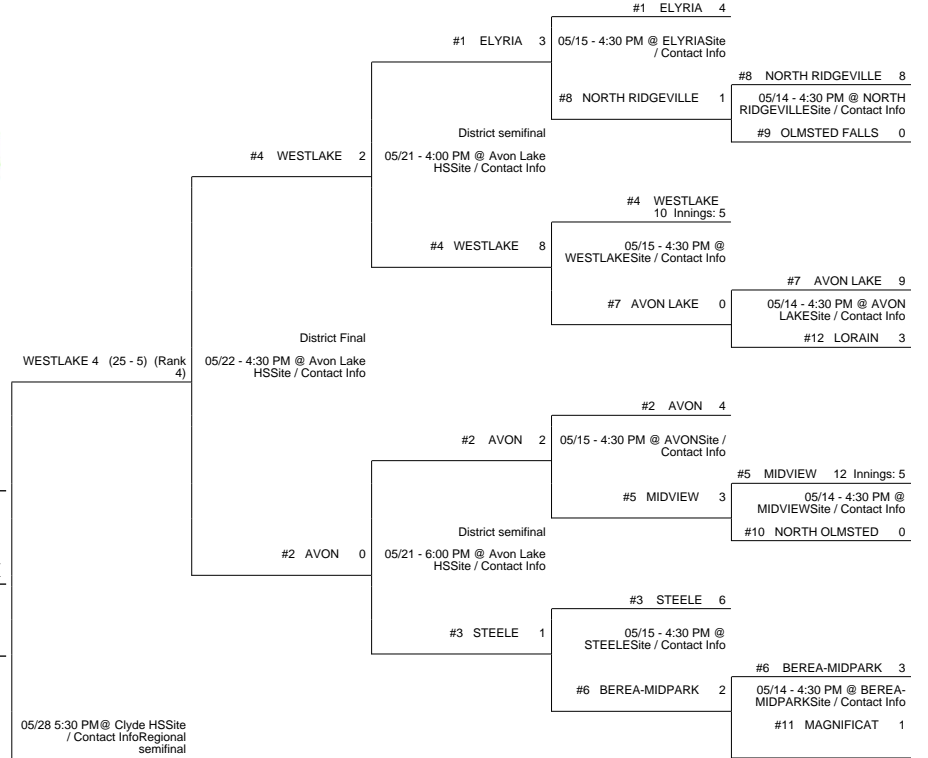 #1 ELYRIA 4
#1 ELYRIA 3
05/15 - 4:30 PM @ ELYRIASite
/ Contact Info
#8 NORTH RIDGEVILLE 8
#8 NORTH RIDGEVILLE 1
05/14 - 4:30 PM @ NORTH
RIDGEVILLESite / Contact Info
#9 OLMSTED FALLS 0
District semifinal
#4 WESTLAKE 2
05/21 - 4:00 PM @ Avon Lake
HSSite / Contact Info
#4 WESTLAKE
10 Innings: 5
#4 WESTLAKE 8
05/15 - 4:30 PM @
WESTLAKESite / Contact Info
#7 AVON LAKE 9
#7 AVON LAKE 0
05/14 - 4:30 PM @ AVON
LAKESite / Contact Info
#12 LORAIN 3
District Final
WESTLAKE 4 (25 - 5) (Rank
4)
05/22 - 4:30 PM @ Avon Lake
HSSite / Contact Info
#2 AVON 4
#2 AVON 2
05/15 - 4:30 PM @ AVONSite /
Contact Info
#5 MIDVIEW 12 Innings: 5
#5 MIDVIEW 3
05/14 - 4:30 PM @
MIDVIEWSite / Contact Info
#10 NORTH OLMSTED 0
District semifinal
#2 AVON 0
05/21 - 6:00 PM @ Avon Lake
HSSite / Contact Info
#3 STEELE 6
#3 STEELE 1
05/15 - 4:30 PM @
STEELESite / Contact Info
#6 BEREA-MIDPARK 3
#6 BEREA-MIDPARK 2
05/14 - 4:30 PM @ BEREA-
MIDPARKSite / Contact Info
#11 MAGNIFICAT 1
05/28 5:30 PM@ Clyde HSSite
/ Contact InfoRegional
semifinal